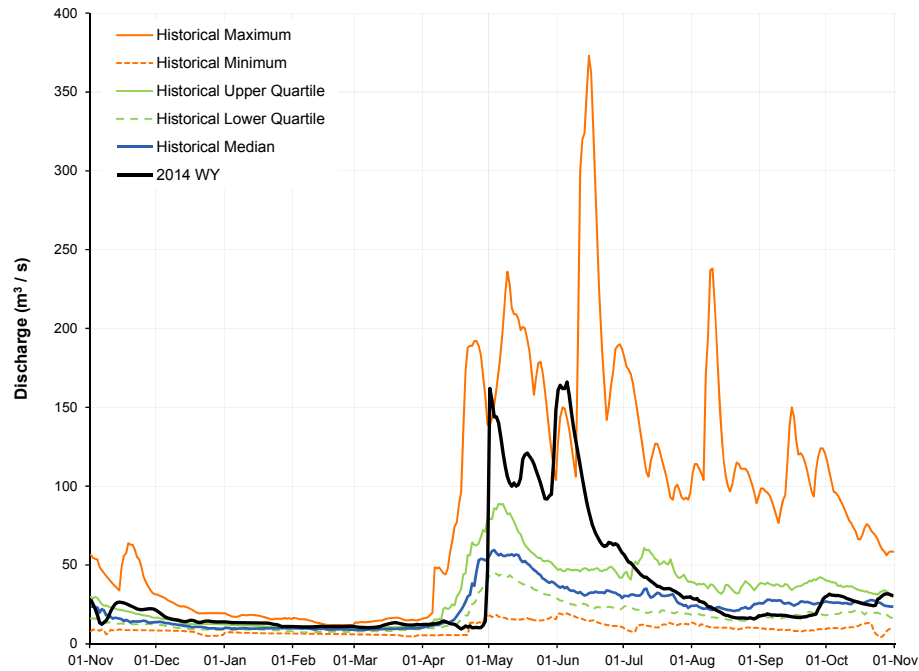 400
350
300
250
200
150
100
50
0
Discharge (m³ / s)
Historical Maximum
Historical Minimum
Historical Upper Quartile
Historical Lower Quartile
Historical Median
2014 WY
01-Nov 01-Dec 01-Jan 01-Feb 01-Mar 01-Apr 01-May 01-Jun 01-Jul 01-Aug 01-Sep 01-Oct 01-Nov